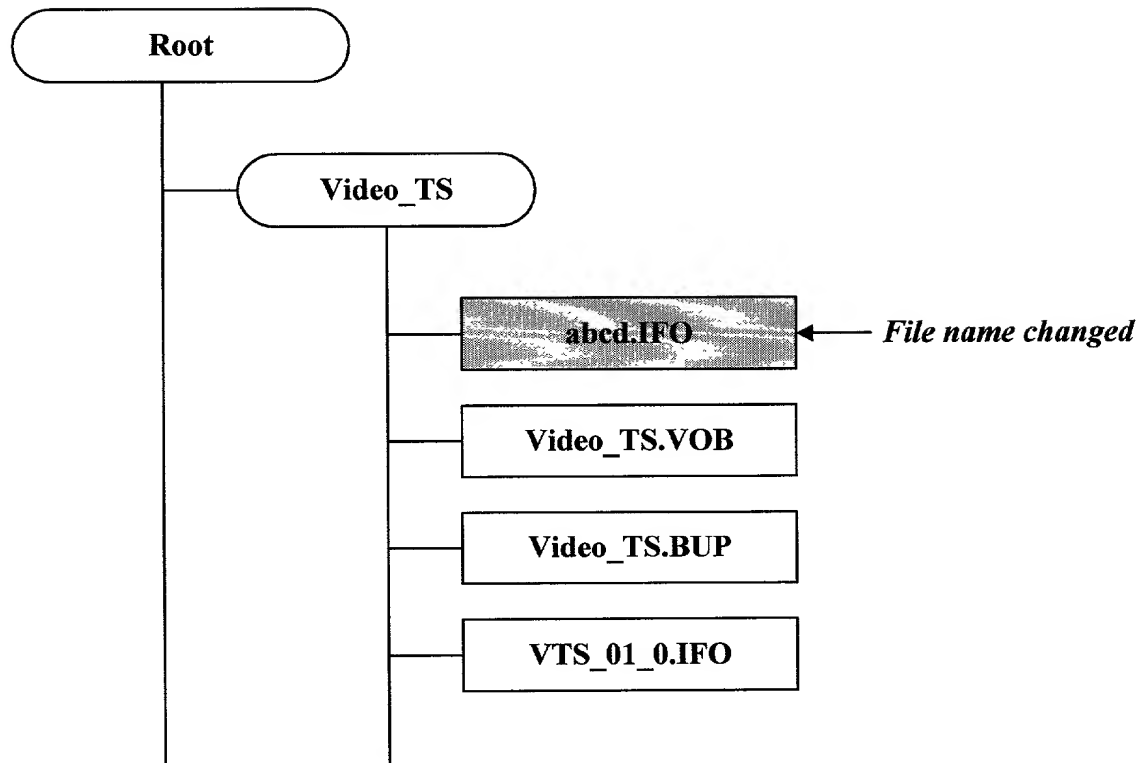 Root
Video_TS
abcd.IFO
File name changed
Video_TS.VOB
Video_TS.BUP
VTS_01_0.IFO